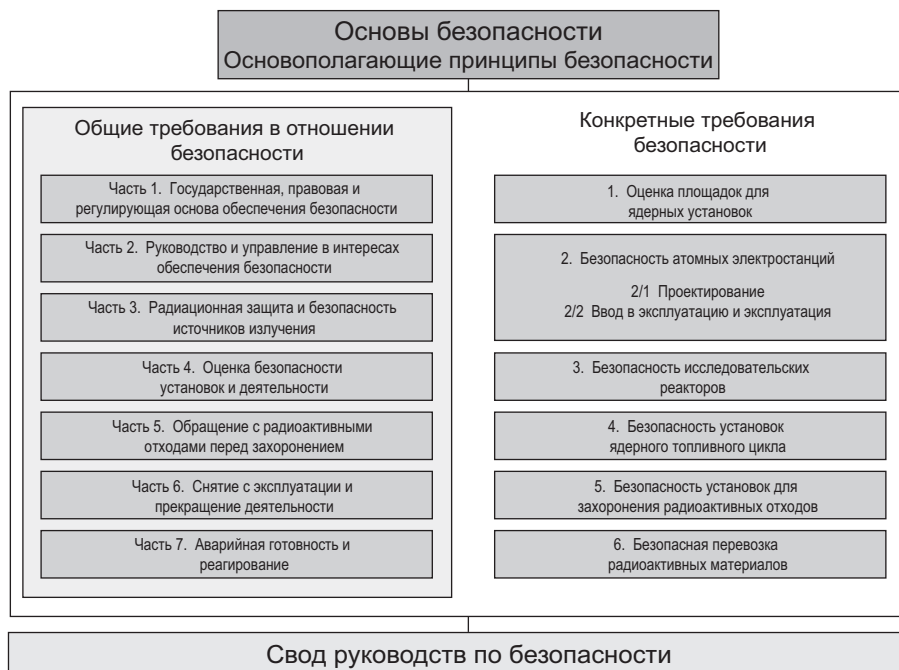 Основы безопасности
Основополагающие принципы безопасности
Общие требования в отношении
безопасности
Часть 1. Государственная, правовая и
регулирующая основа обеспечения безопасности
Часть 2. Руководство и управление в интересах
обеспечения безопасности
Часть 3. Радиационная защита и безопасность
источников излучения
Часть 4. Оценка безопасности
установок и деятельности
Часть 5. Обращение с радиоактивными
отходами перед захоронением
Часть 6. Снятие с эксплуатации и
прекращение деятельности
Часть 7. Аварийная готовность и
реагирование
Конкретные требования
безопасности
1. Оценка площадок для
ядерных установок
2. Безопасность атомных электростанций
2/1 Проектирование
2/2 Ввод в эксплуатацию и эксплуатация
3. Безопасность исследовательских
реакторов
4. Безопасность установок
ядерного топливного цикла
5. Безопасность установок для
захоронения радиоактивных отходов
6. Безопасная перевозка
радиоактивных материалов
Свод руководств по безопасности